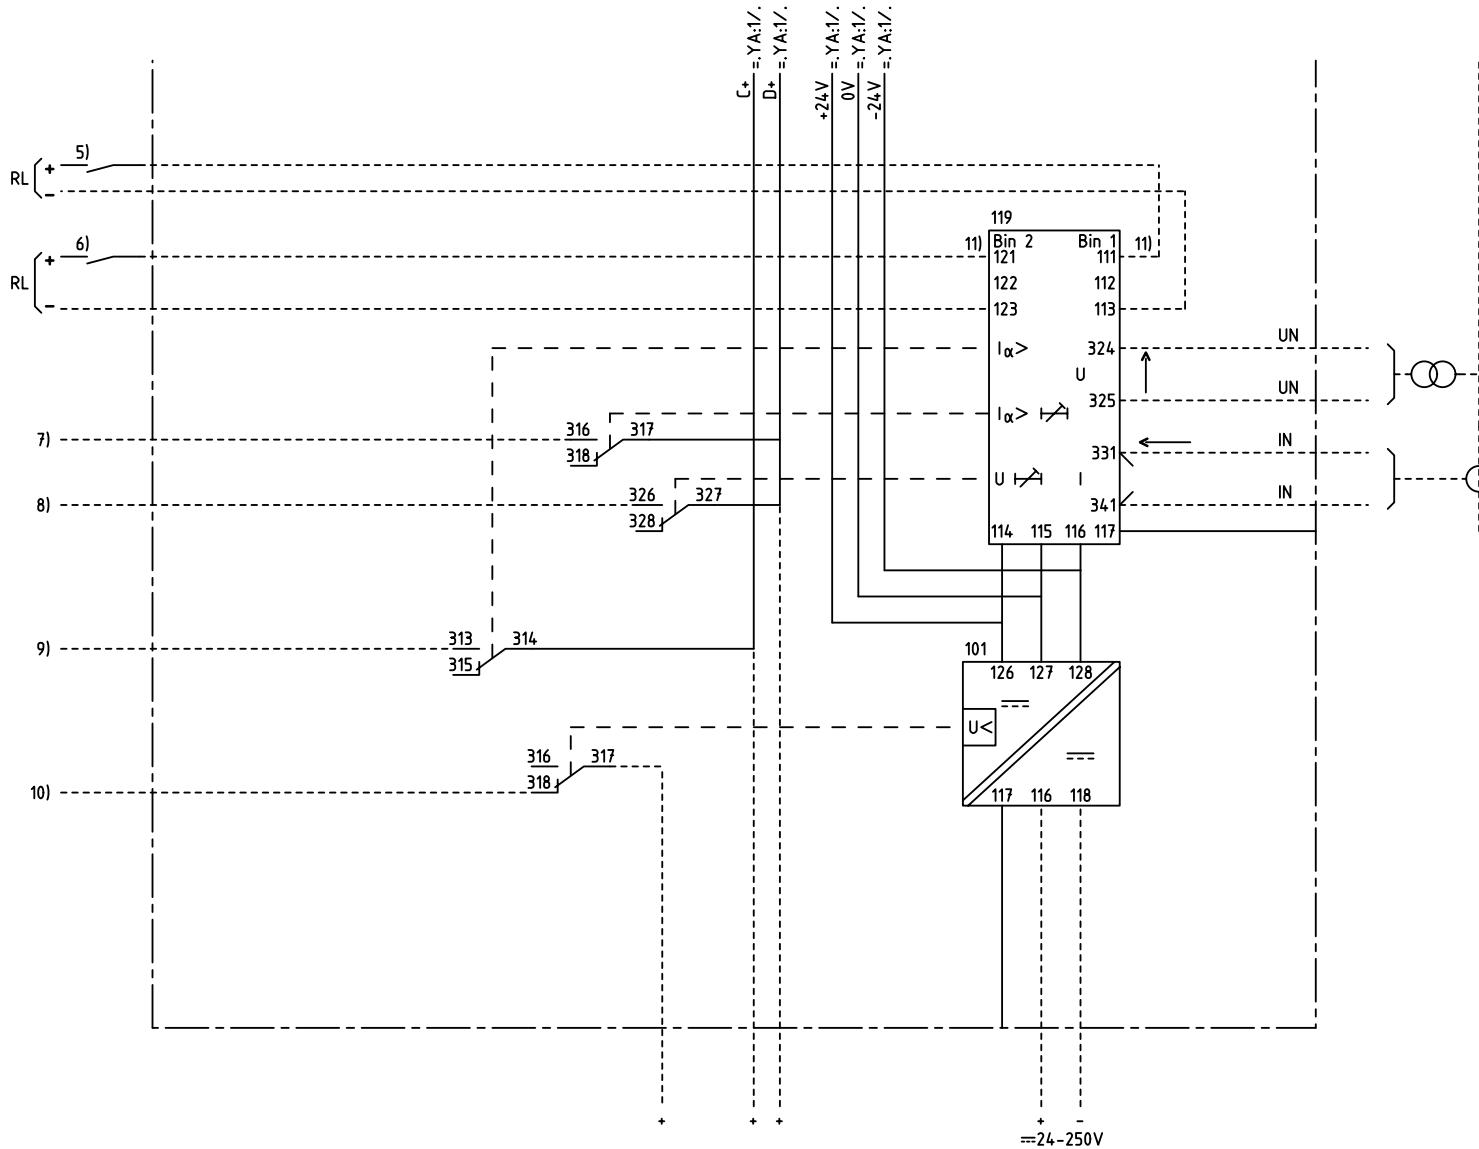 =.YA:1/.
=.YA:1/.
=.YA:1/.
=.YA:1/.
=.YA:1/.
C+
D+
+24V
0V
-24V
5)
RL
+
-
119
6)
11)
Bin 2
Bin 1
11)
RL
+
-
121
111
122
112
123
113
UN
Iα>
324
U
UN
325
Iα>
7)
316
317
318
IN
331
U
I
8)
326
327
328
IN
341
114
115
116
117
9)
313
314
315
101
126
127
128
U<
316
317
318
10)
117
116
118
+
+
+
+
-
24-250V